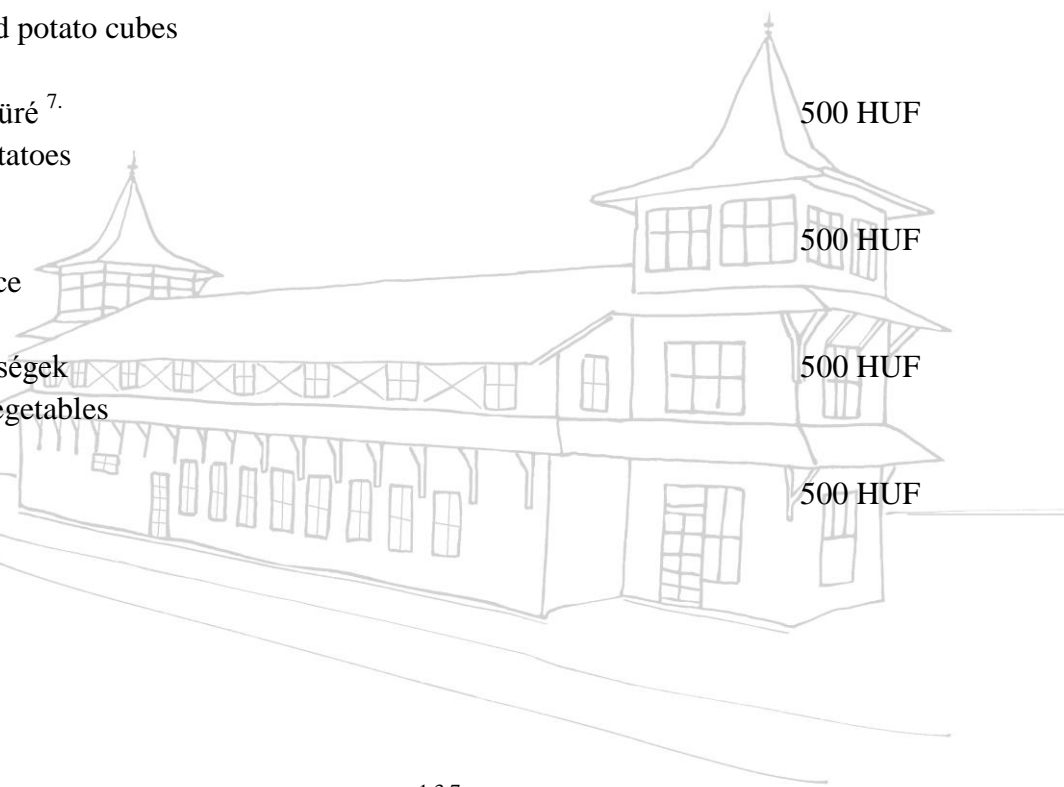 d potato cubes
üré 7. 500 HUF
tatoes
500 HUF
ce
ségek 500 HUF
egetables
500 HUF